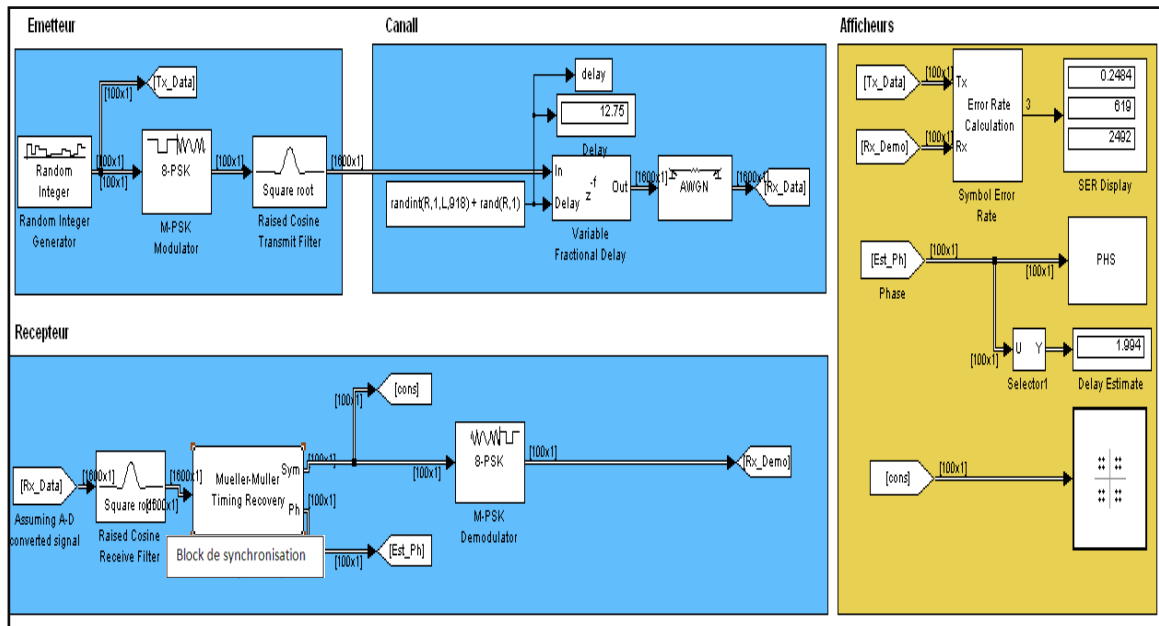 Emetteur
[Tx_Data]
[100x1]
Random
Integer
Random Integer
Generator
[100x1]
[100x1]
8-PSK
M-PSK
Modulator
[100x1]
Square root
Raised Cosine
Transmit Filter
[1600x1]
Canall
delay
12.75
Delay
In
Delay
-f
z
Out
Variable
Fractional Delay
randint(R,1,L,918) + rand(R,1)
[1600x1]
AWGN
[1600x1]
[Rx_Data]
Afficheurs
[Tx_Data]
[100x1]
Tx
Error Rate
Calculation
Rx
[Rx_Demo]
[100x1]
Symbol Error
Rate
3
0.2484
619
2492
SER Display
[Est_Ph]
Phase
[100x1]
[100x1]
PHS
[100x1]
U Y
Selector1
1.994
Delay Estimate
[cons]
[100x1]
Recepteur
[Rx_Data]
Assuming A-D
converted signal
[1600x1]
Square root
Raised Cosine
Receive Filter
[1600x1]
[1600x1]
Mueller-Muller
Timing Recovery
Sym
Ph
Block de synchronisation
[100x1]
[100x1]
[cons]
[100x1]
[Est_Ph]
[100x1]
[100x1]
8-PSK
M-PSK
Demodulator
[100x1]
[Rx_Demo]